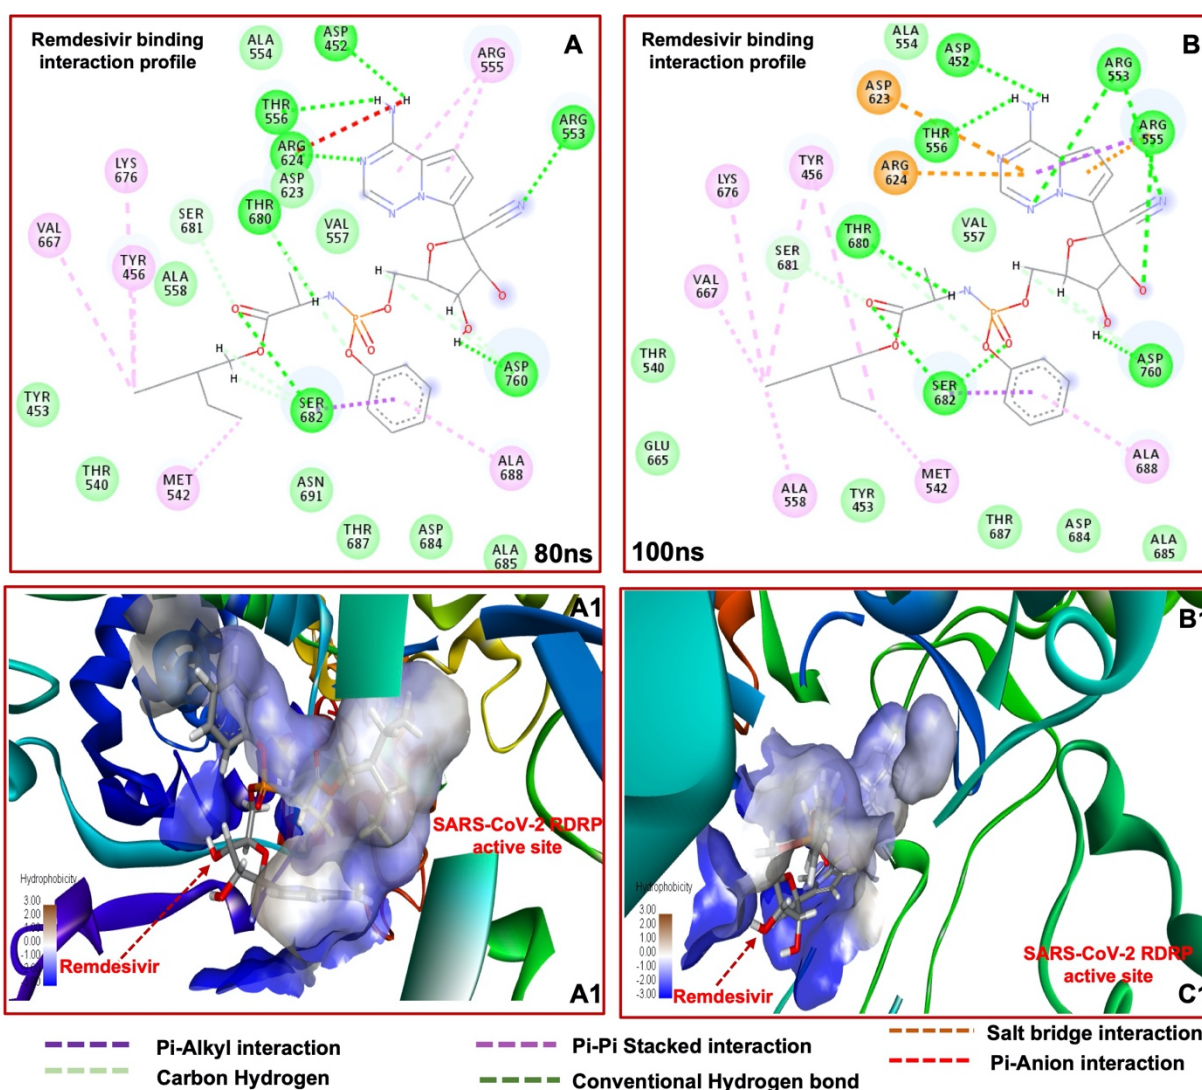 Remdesivir binding
interaction profile
A
ALA
554
ASP
452
ARG
555
THR
556
ARG
553
ARG
624
ASP
623
LYS
676
THR
680
SER
681
VAL
557
VAL
667
TYR
456
ALA
558
ASP
760
TYR
453
SER
682
THR
540
MET
542
ASN
691
ALA
688
THR
687
ASP
684
ALA
685
80ns
H
H
N
N
N
N
N
O
O
O
H
H
N
O
P
O
O
O
O
H
H
H
Remdesivir binding
interaction profile
B
ALA
554
ASP
452
ARG
553
ASP
623
THR
556
ARG
555
ARG
624
TYR
456
LYS
676
THR
680
VAL
557
SER
681
VAL
667
THR
540
ASP
760
SER
682
GLU
665
ALA
558
TYR
453
MET
542
ALA
688
THR
687
ASP
684
ALA
685
100ns
H
H
N
N
N
N
N
O
O
O
H
H
N
O
P
O
O
O
O
H
A1
SARS-CoV-2 RDRP
active site
Hydrophobicity
3.00
2.00
1.00
0.00
-1.00
Remdesivir
A1
B1
Hydrophobicity
3.00
2.00
1.00
0.00
-1.00
-2.00
-3.00
Remdesivir
SARS-CoV-2 RDRP
active site
C1
Pi-Alkyl interaction
Carbon Hydrogen
Pi-Pi Stacked interaction
Conventional Hydrogen bond
Salt bridge interaction
Pi-Anion interaction